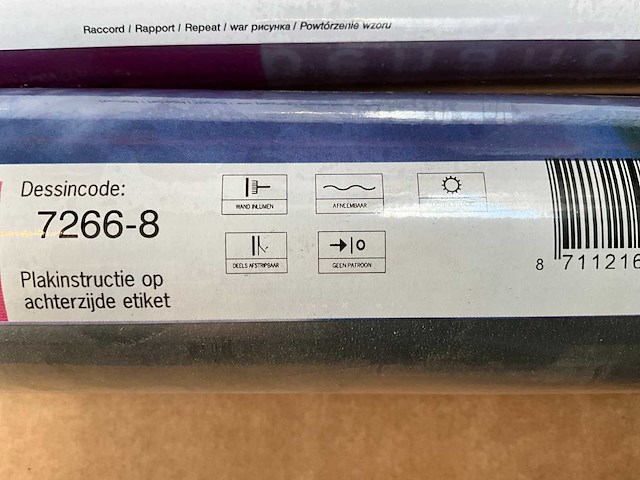 Raccord / Rapport / Repeat / war рисунка / Powtórzenie wzoru
Dessincode:
7266-8
Plakinstructie op
achterzijde etiket
WAND INLIJMEN
AFNEEMBAAR
DEELS AFSTRIPBAAR
GEEN PATROON
8 711216